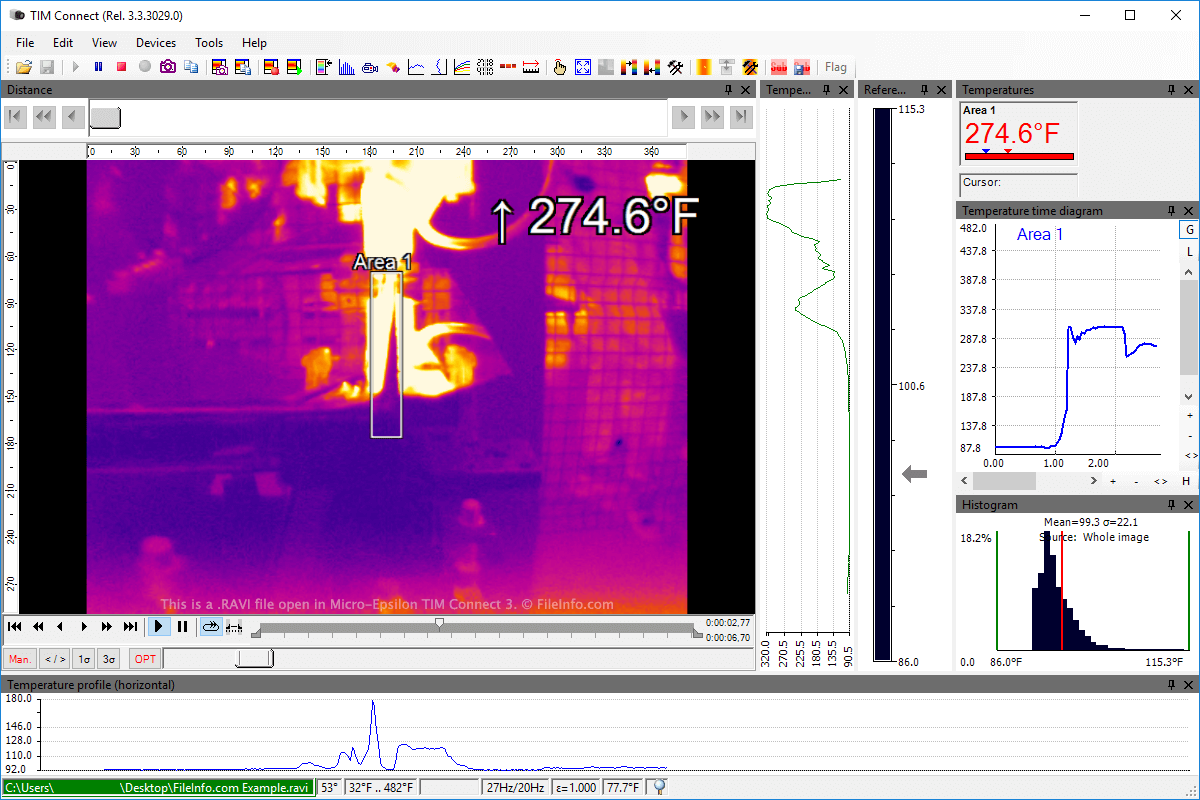 TIM Connect (Rel. 3.3.3029.0)
File Edit View Devices Tools Help
Flag
Distance
Tempe...
Refere...
Temperatures
0 30 60 90 120 150 180 210 240 270 300 330 360
0
30
60
90
120
150
180
210
240
270
↑ 274.6°F
Area 1
This is a .RAVI file open in Micro-Epsilon TIM Connect 3. © FileInfo.com
0:00:02,77
0:00:06,70
Man. < / > 1σ 3σ OPT
320.0 270.5 225.5 180.5 135.5 90.5
115.3
100.6
86.0
Area 1
274.6°F
Cursor:
Temperature time diagram
Area 1
G
L
482.0
437.8
387.8
337.8
287.8
237.8
187.8
137.8
87.8
0.00 1.00 2.00
+
-
<>
+ - <> H
Histogram
Mean=99.3 σ=22.1
18.2%
Source: Whole image
0.0 86.0°F 115.3°F
Temperature profile (horizontal)
180.0
146.0
128.0
110.0
92.0
C:\Users\ \Desktop\FileInfo.com Example.ravi 53° 32°F .. 482°F 27Hz/20Hz ε=1.000 77.7°F